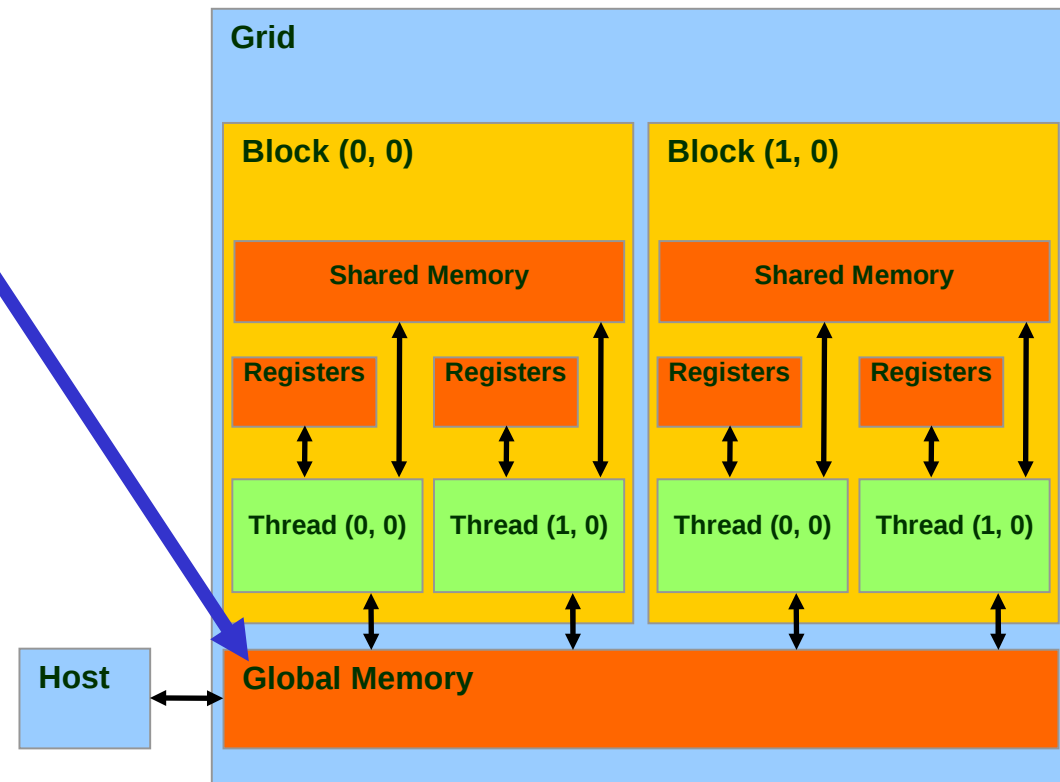 Grid
Block (0, 0)
Block (1, 0)
Shared Memory
Shared Memory
Registers
Registers
Registers
Registers
Thread (0, 0)
Thread (1, 0)
Thread (0, 0)
Thread (1, 0)
Host
Global Memory